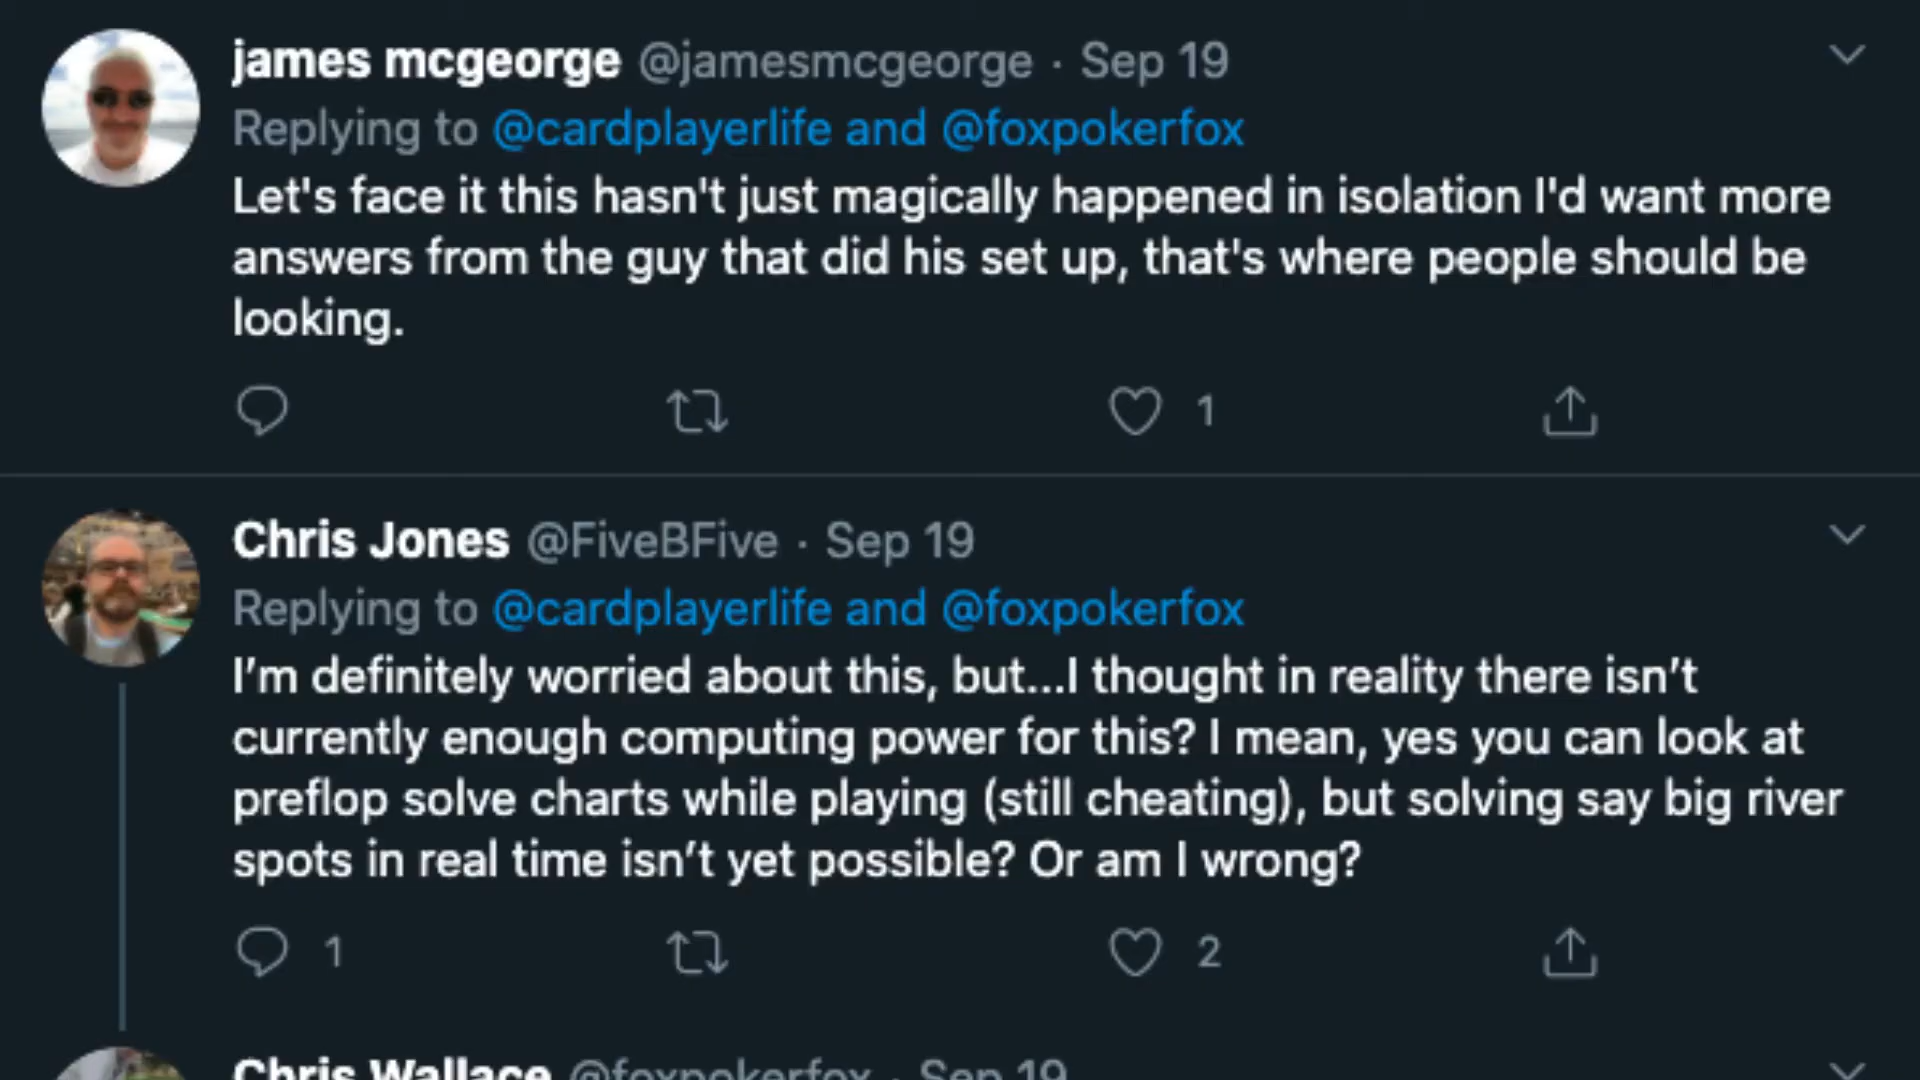 james mcgeorge @jamesmcgeorge · Sep 19
Replying to @cardplayerlife and @foxpokerfox
Let's face it this hasn't just magically happened in isolation I'd want more
answers from the guy that did his set up, that's where people should be
looking.
1
Chris Jones @FiveBFive · Sep 19
Replying to @cardplayerlife and @foxpokerfox
I’m definitely worried about this, but...I thought in reality there isn’t
currently enough computing power for this? I mean, yes you can look at
preflop solve charts while playing (still cheating), but solving say big river
spots in real time isn’t yet possible? Or am I wrong?
1 2
Chris Wallace @foxpokerfox · Sep 19